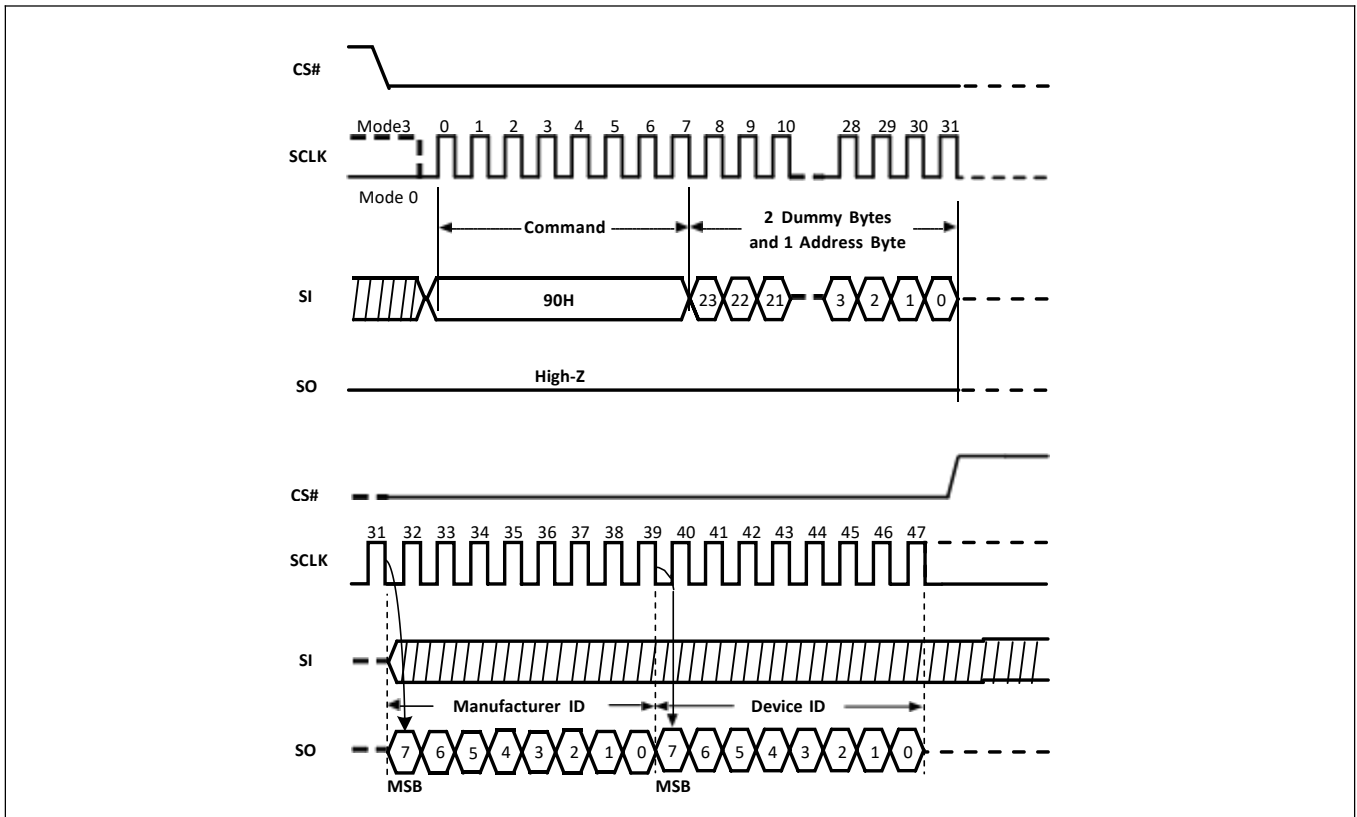 CS#
Mode3 0 1 2 3 4 5 6 7 8 9 10 28 29 30 31
SCLK
Mode 0
Command
2 Dummy Bytes
and 1 Address Byte
SI
90H
23 22 21 3 2 1 0
High-Z
SO
CS#
31 32 33 34 35 36 37 38 39 40 41 42 43 44 45 46 47
SCLK
SI
Manufacturer ID Device ID
SO 7 6 5 4 3 2 1 0 7 6 5 4 3 2 1 0
MSB MSB